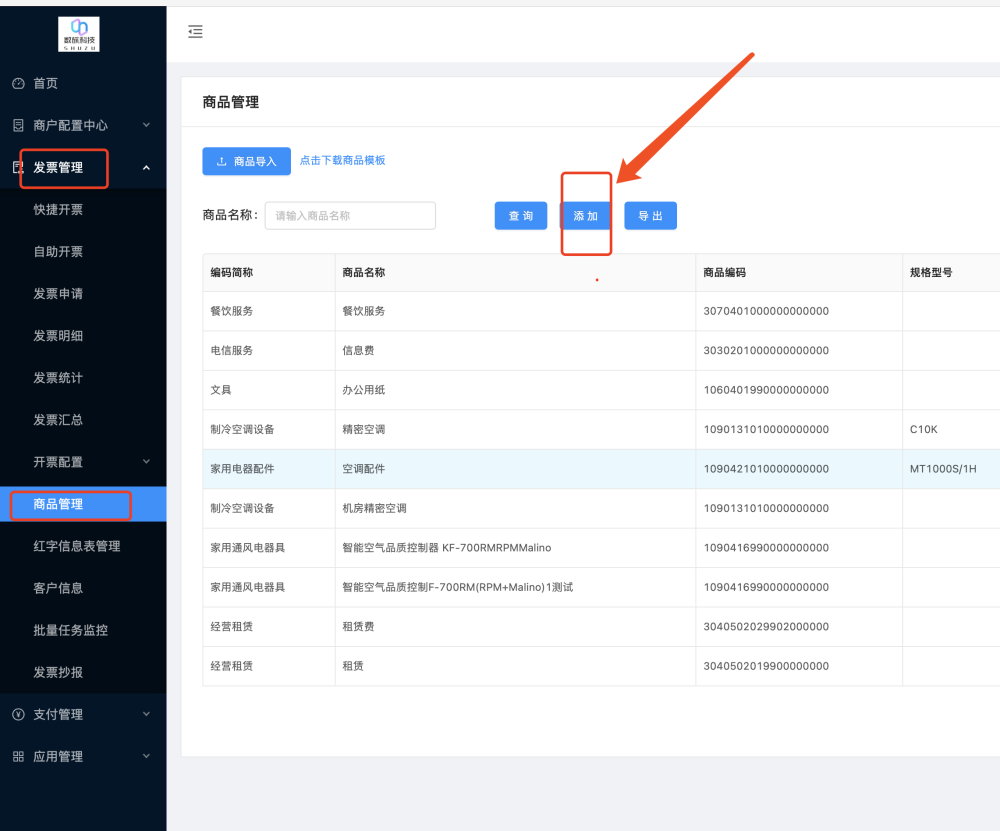 数族科技
SHUZU
首页
商户配置中心
发票管理
快捷开票
自助开票
发票申请
发票明细
发票统计
发票汇总
开票配置
商品管理
红字信息表管理
客户信息
批量任务监控
发票抄报
支付管理
应用管理
商品管理
商品导入 点击下载商品模板
商品名称: 请输入商品名称 查询 添加 导出
编码简称 商品名称 商品编码 规格型号
餐饮服务 餐饮服务 3070401000000000000
电信服务 信息费 3030201000000000000
文具 办公用纸 1060401990000000000
制冷空调设备 精密空调 1090131010000000000 C10K
家用电器配件 空调配件 1090421010000000000 MT1000S/1H
制冷空调设备 机房精密空调 1090131010000000000
家用通风电器具 智能空气品质控制器 KF-700RMRPMMalino 1090416990000000000
家用通风电器具 智能空气品质控制F-700RM(RPM+Malino)1测试 1090416990000000000
经营租赁 租赁费 3040502029902000000
经营租赁 租赁 3040502019900000000